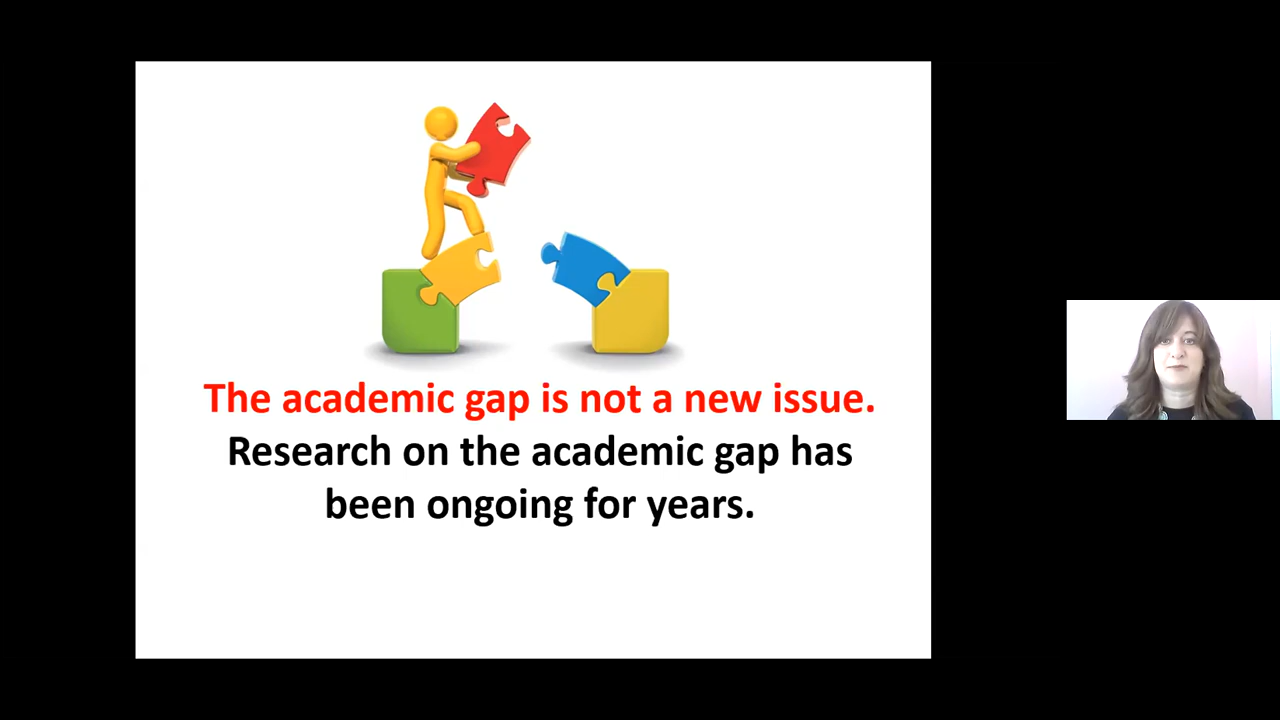 The academic gap is not a new issue.
Research on the academic gap has
been ongoing for years.